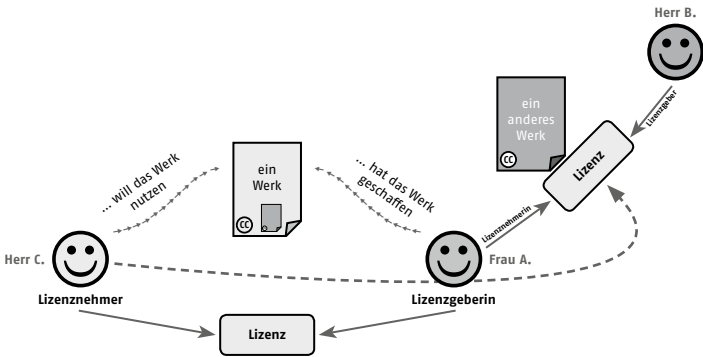 Herr B.
ein
anderes
Werk
CC
Lizenzgeber
Lizenz
... will das Werk
nutzen
ein
Werk
CC
... hat das Werk
geschaffen
Lizenznehmerin
Herr C.
Frau A.
Lizenznehmer
Lizenzgeberin
Lizenz